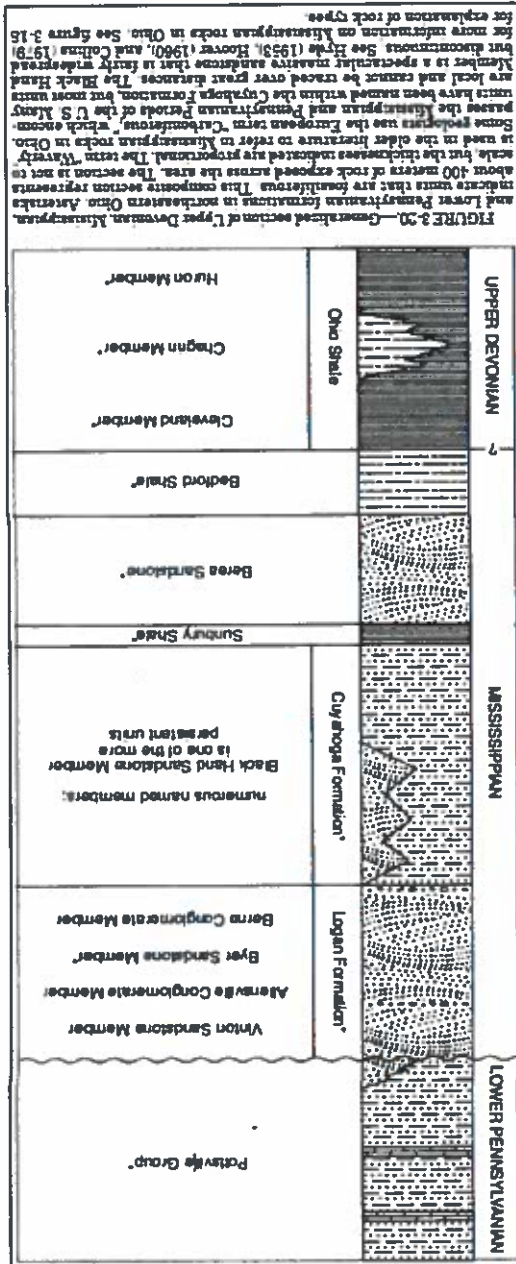 LOWER PENNSYLVANIAN
Pottsville Group*
MISSISSIPPIAN
Logan Formation*
Vinton Sandstone Member
Allensville Conglomerate Member
Byer Sandstone Member*
Berne Conglomerate Member
Cuyahoga Formation*
numerous named members;
Black Hand Sandstone Member
is one of the more
persistent units
Sunbury Shale*
Berea Sandstone*
Bedford Shale*
?
UPPER DEVONIAN
Ohio Shale
Cleveland Member*
Chagrin Member*
Huron Member*
FIGURE 3-20.—Generalized section of Upper Devonian, Mississippian,
and Lower Pennsylvanian formations in northeastern Ohio. Asterisks
indicate units that are fossiliferous. This composite section represents
about 400 meters of rock exposed across the area. The section is not to
scale, but the thicknesses indicated are proportional. The term "Waverly"
is used in the older literature to refer to Mississippian rocks in Ohio.
Some geologists use the European term "Carboniferous" which encom-
passes the Mississippian and Pennsylvanian Periods of the U.S. Many
units have been named within the Cuyahoga Formation, but most units
are local and cannot be traced over great distances. The Black Hand
Member is a spectacular massive sandstone that is fairly widespread
but discontinuous. See Hyde (1953), Hoover (1960), and Collins (1979)
for more information on Mississippian rocks in Ohio. See figure 3-18
for explanation of rock types.